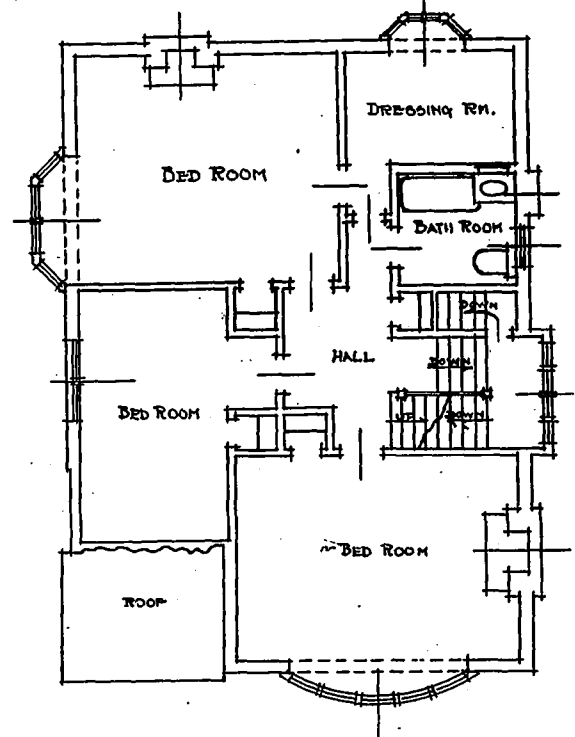 DRESSING RM.
BED ROOM
BATH ROOM
DOWN
HALL
DOWN
BED ROOM
UP
DOWN
BED ROOM
ROOF